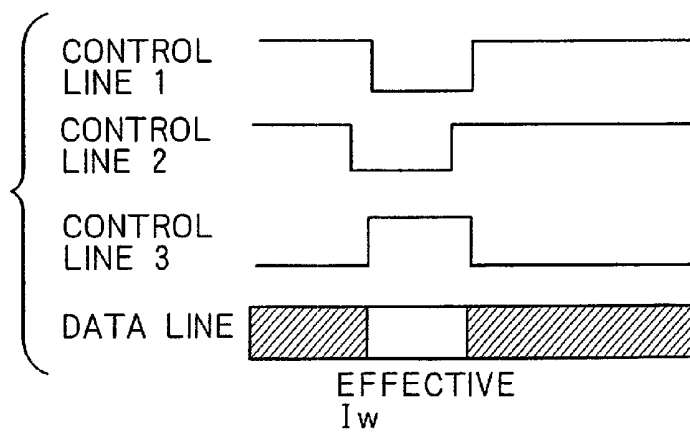 CONTROL
LINE 1
CONTROL
LINE 2
CONTROL
LINE 3
DATA LINE
EFFECTIVE
Iw